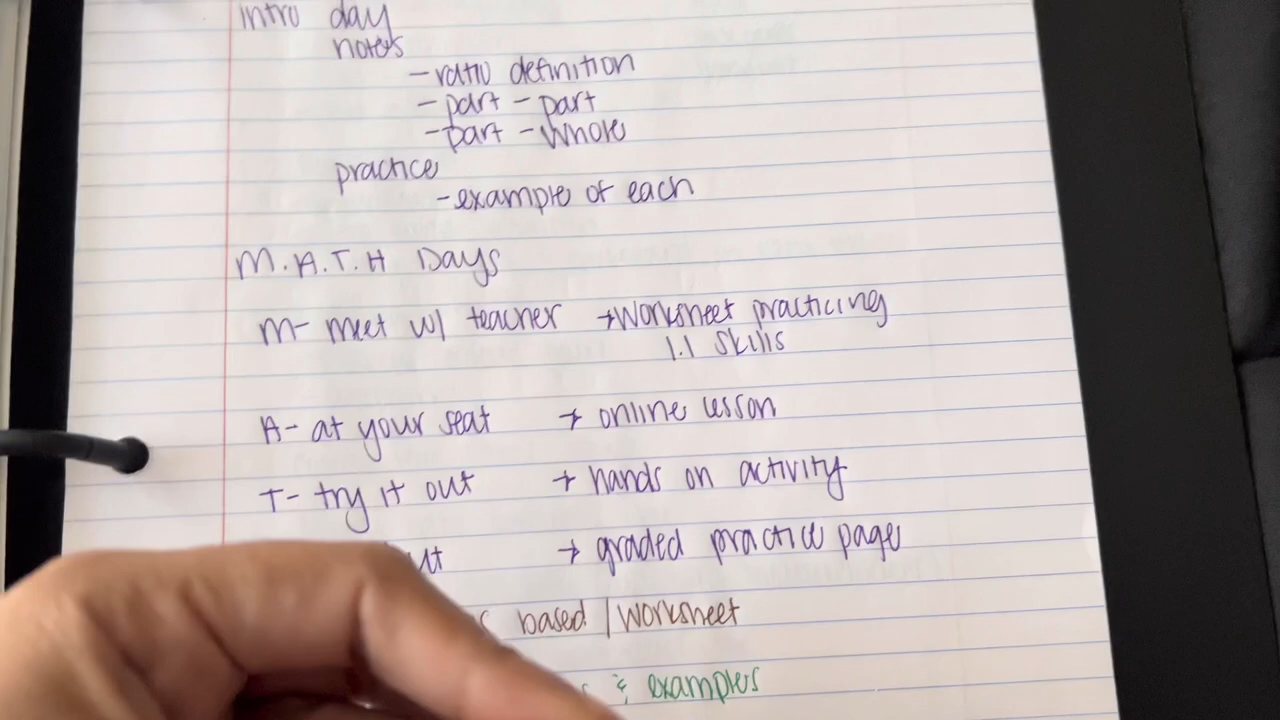 intro day
notes
- ratio definition
- part - part
- part - whole
practice
- example of each
M.A.T.H Days
M- meet w/ teacher → worksheet practicing
1.1 skills
A- at your seat → online lesson
T- try it out → hands on activity
→ graded practice page
based / worksheet
& examples